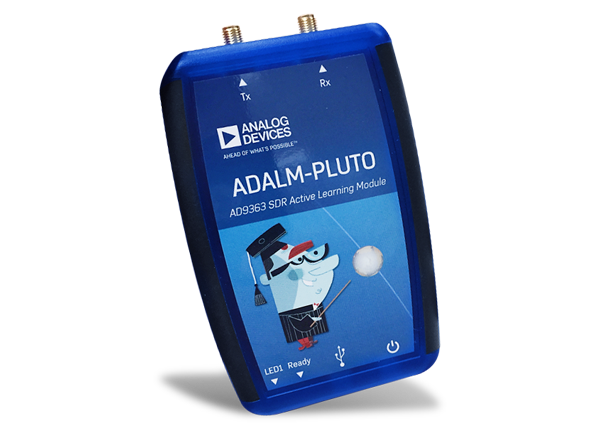 Tx
Rx
ANALOG
DEVICES
AHEAD OF WHAT'S POSSIBLE™
ADALM-PLUTO
AD9363 SDR Active Learning Module
LED1 Ready